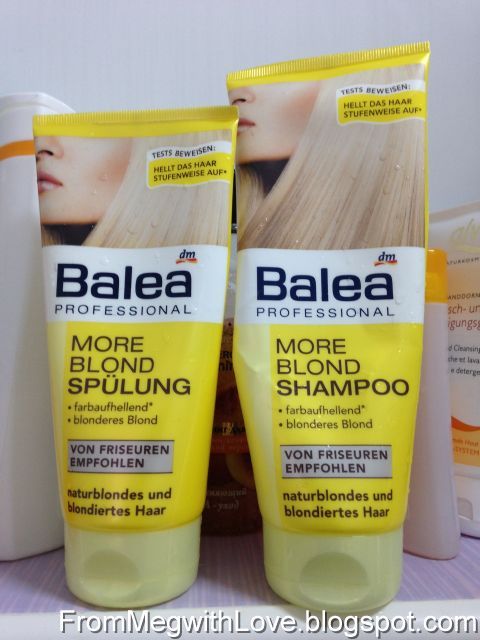 TESTS BEWEISEN:
HELLT DAS HAAR
STUFENWEISE AUF*
dm
Balea
PROFESSIONAL
MORE
BLOND
SPÜLUNG
• farbaufhellend*
• blonderes Blond
VON FRISEUREN
EMPFOHLEN
naturblondes und
blondiertes Haar
TESTS BEWEISEN:
HELLT DAS HAAR
STUFENWEISE AUF*
dm
Balea
PROFESSIONAL
MORE
BLOND
SHAMPOO
• farbaufhellend*
• blonderes Blond
VON FRISEUREN
EMPFOHLEN
naturblondes und
blondiertes Haar
FromMegwithLove.blogspot.com